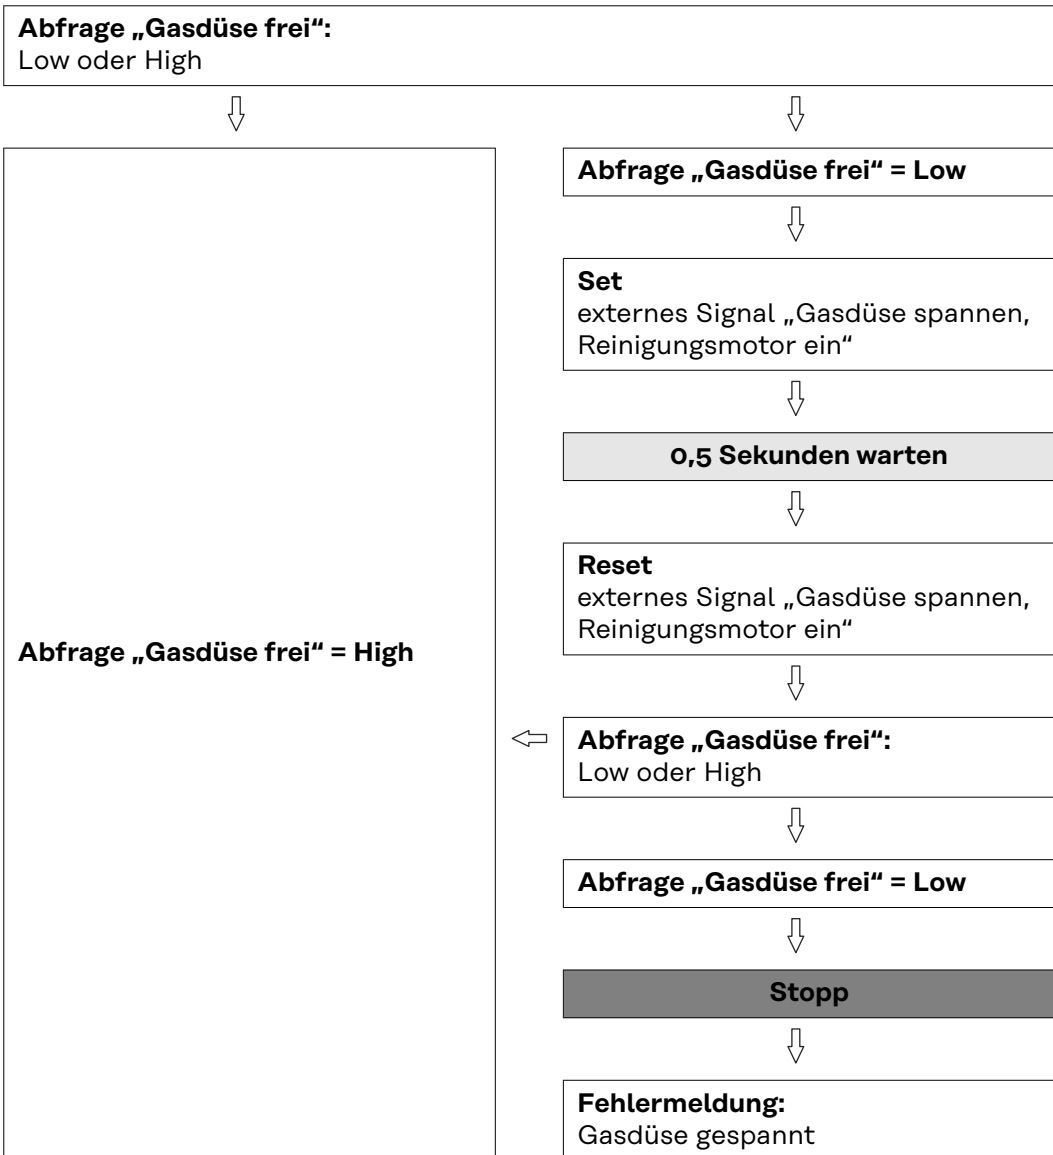 Abfrage „Gasdüse frei“:
Low oder High
Abfrage „Gasdüse frei“ = High
Abfrage „Gasdüse frei“ = Low
Set
externes Signal „Gasdüse spannen,
Reinigungsmotor ein“
0,5 Sekunden warten
Reset
externes Signal „Gasdüse spannen,
Reinigungsmotor ein“
Abfrage „Gasdüse frei“:
Low oder High
Abfrage „Gasdüse frei“ = Low
Stopp
Fehlermeldung:
Gasdüse gespannt